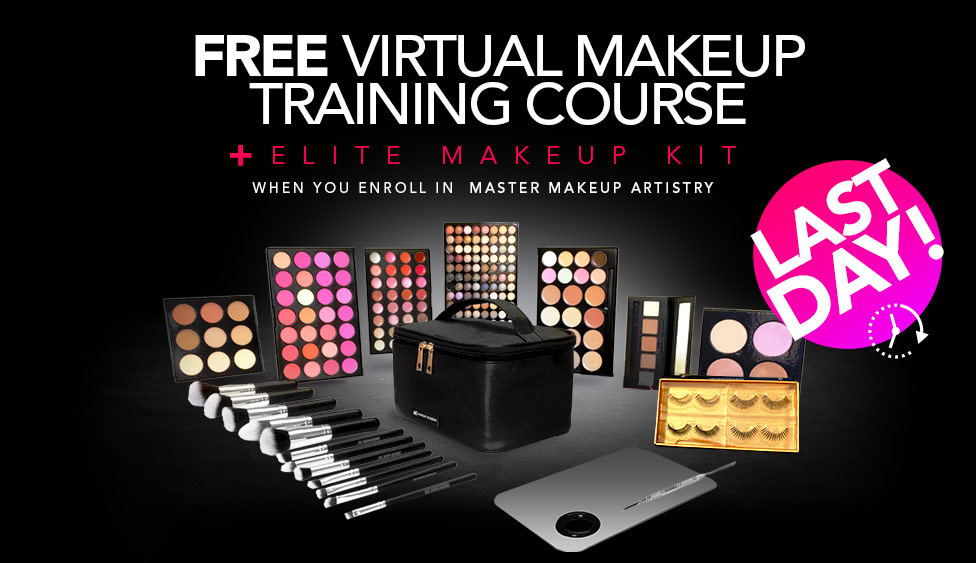 FREE VIRTUAL MAKEUP
TRAINING COURSE
+ ELITE MAKEUP KIT
WHEN YOU ENROLL IN MASTER MAKEUP ARTISTRY
LAST
DAY!